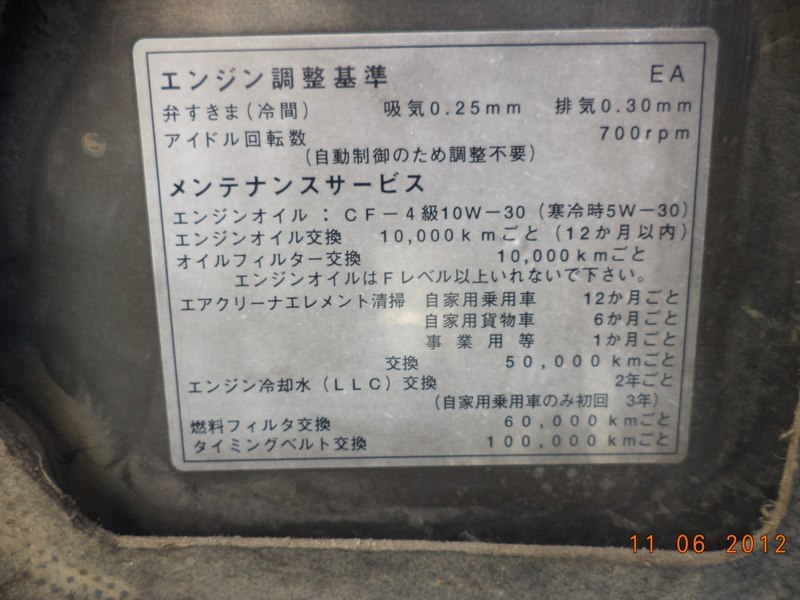 エンジン調整基準 EA
弁すきま(冷間) 吸気0.25mm 排気0.30mm
アイドル回転数 700rpm
(自動制御のため調整不要)
メンテナンスサービス
エンジンオイル：CF－4級10W－30(寒冷時5W－30)
エンジンオイル交換 10,000kmごと(12か月以内)
オイルフィルター交換 10,000kmごと
エンジンオイルはFレベル以上いれないで下さい。
エアクリーナエレメント清掃 自家用乗用車 12か月ごと
自家用貨物車 6か月ごと
事業用等 1か月ごと
交換 50,000kmごと
エンジン冷却水(LLC)交換 2年ごと
(自家用乗用車のみ初回 3年)
燃料フィルタ交換 60,000kmごと
タイミングベルト交換 100,000kmごと
11 06 2012